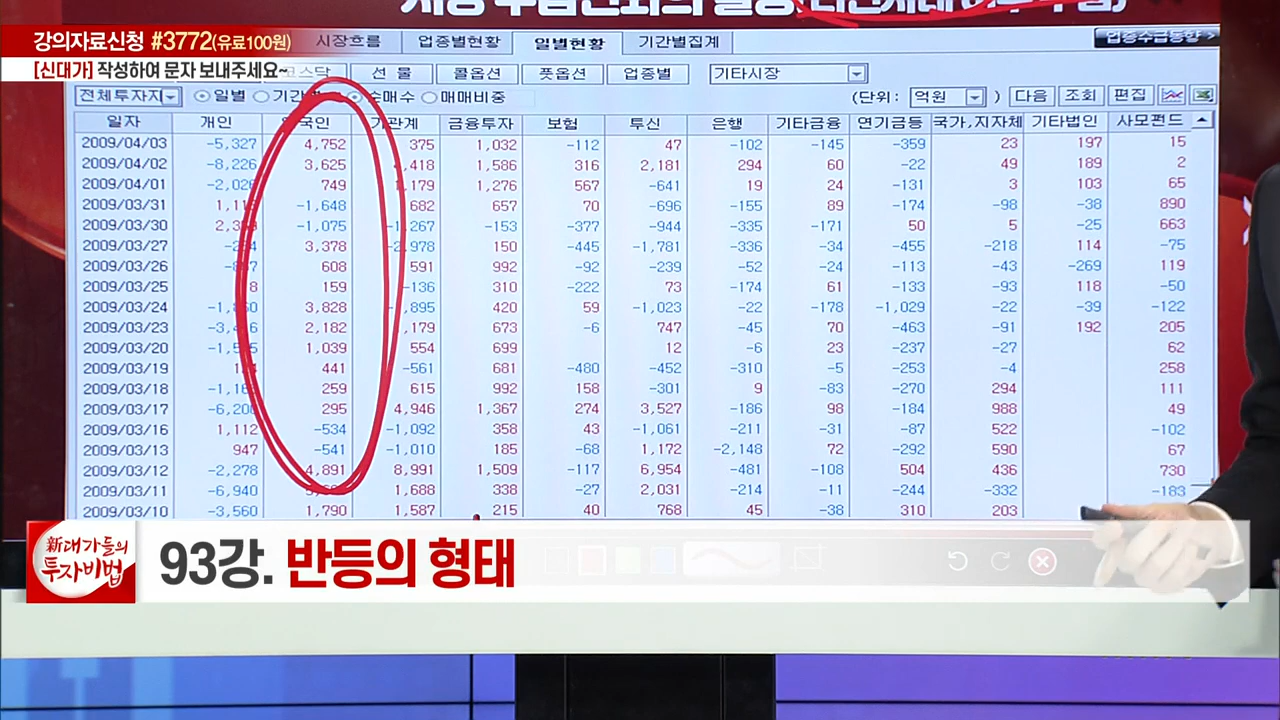 강의자료신청 #3772(유료100원)
[신대가] 작성하여 문자 보내주세요~
시장흐름 업종별현황 일별현황 기간별집계
업종수급동향 >
선 물 콜옵션 풋옵션 업종별 기타시장
전체투자자 일별 순매수 매매비중 (단위: 억원 ) 다음 조회 편집
일자 개인 기관계 금융투자 보험 투신 은행 기타금융 연기금등 국가,지자체 기타법인 사모펀드
2009/04/03 -5,327 4,752 375 1,032 -112 47 -102 -145 -359 23 197 15
2009/04/02 -8,226 3,625 1,586 316 2,181 294 60 -22 49 189 2
2009/04/01 749 1,276 567 -641 19 24 -131 3 103 65
2009/03/31 -1,648 682 657 70 -696 -155 89 -174 -98 -38 890
2009/03/30 -1,075 -153 -377 -944 -335 -171 50 5 -25 663
2009/03/27 3,378 150 -445 -1,781 -336 -34 -455 -218 114 -75
2009/03/26 608 591 992 -92 -239 -52 -24 -113 -43 -269 119
2009/03/25 159 -136 310 -222 73 -174 61 -133 -93 118 -50
2009/03/24 3,828 420 59 -1,023 -22 -178 -1,029 -22 -39 -122
2009/03/23 2,182 673 -6 747 -45 70 -463 -91 192 205
2009/03/20 1,039 554 699 12 -6 23 -237 -27 62
2009/03/19 441 -561 681 -480 -452 -310 -5 -253 -4 258
2009/03/18 259 615 992 158 -301 9 -83 -270 294 111
2009/03/17 295 4,946 1,367 274 3,527 -186 98 -184 988 49
2009/03/16 1,112 -534 -1,092 358 43 -1,061 -211 -31 -87 522 -102
2009/03/13 947 -541 -1,010 185 -68 1,172 -2,148 72 -292 590 67
2009/03/12 -2,278 4,891 8,991 1,509 -117 6,954 -481 -108 504 436 730
2009/03/11 -6,940 1,688 338 -27 2,031 -214 -11 -244 -332 -183
2009/03/10 -3,560 1,790 1,587 215 40 768 45 -38 310 203
新 대가들의
투자비법
93강. 반등의 형태